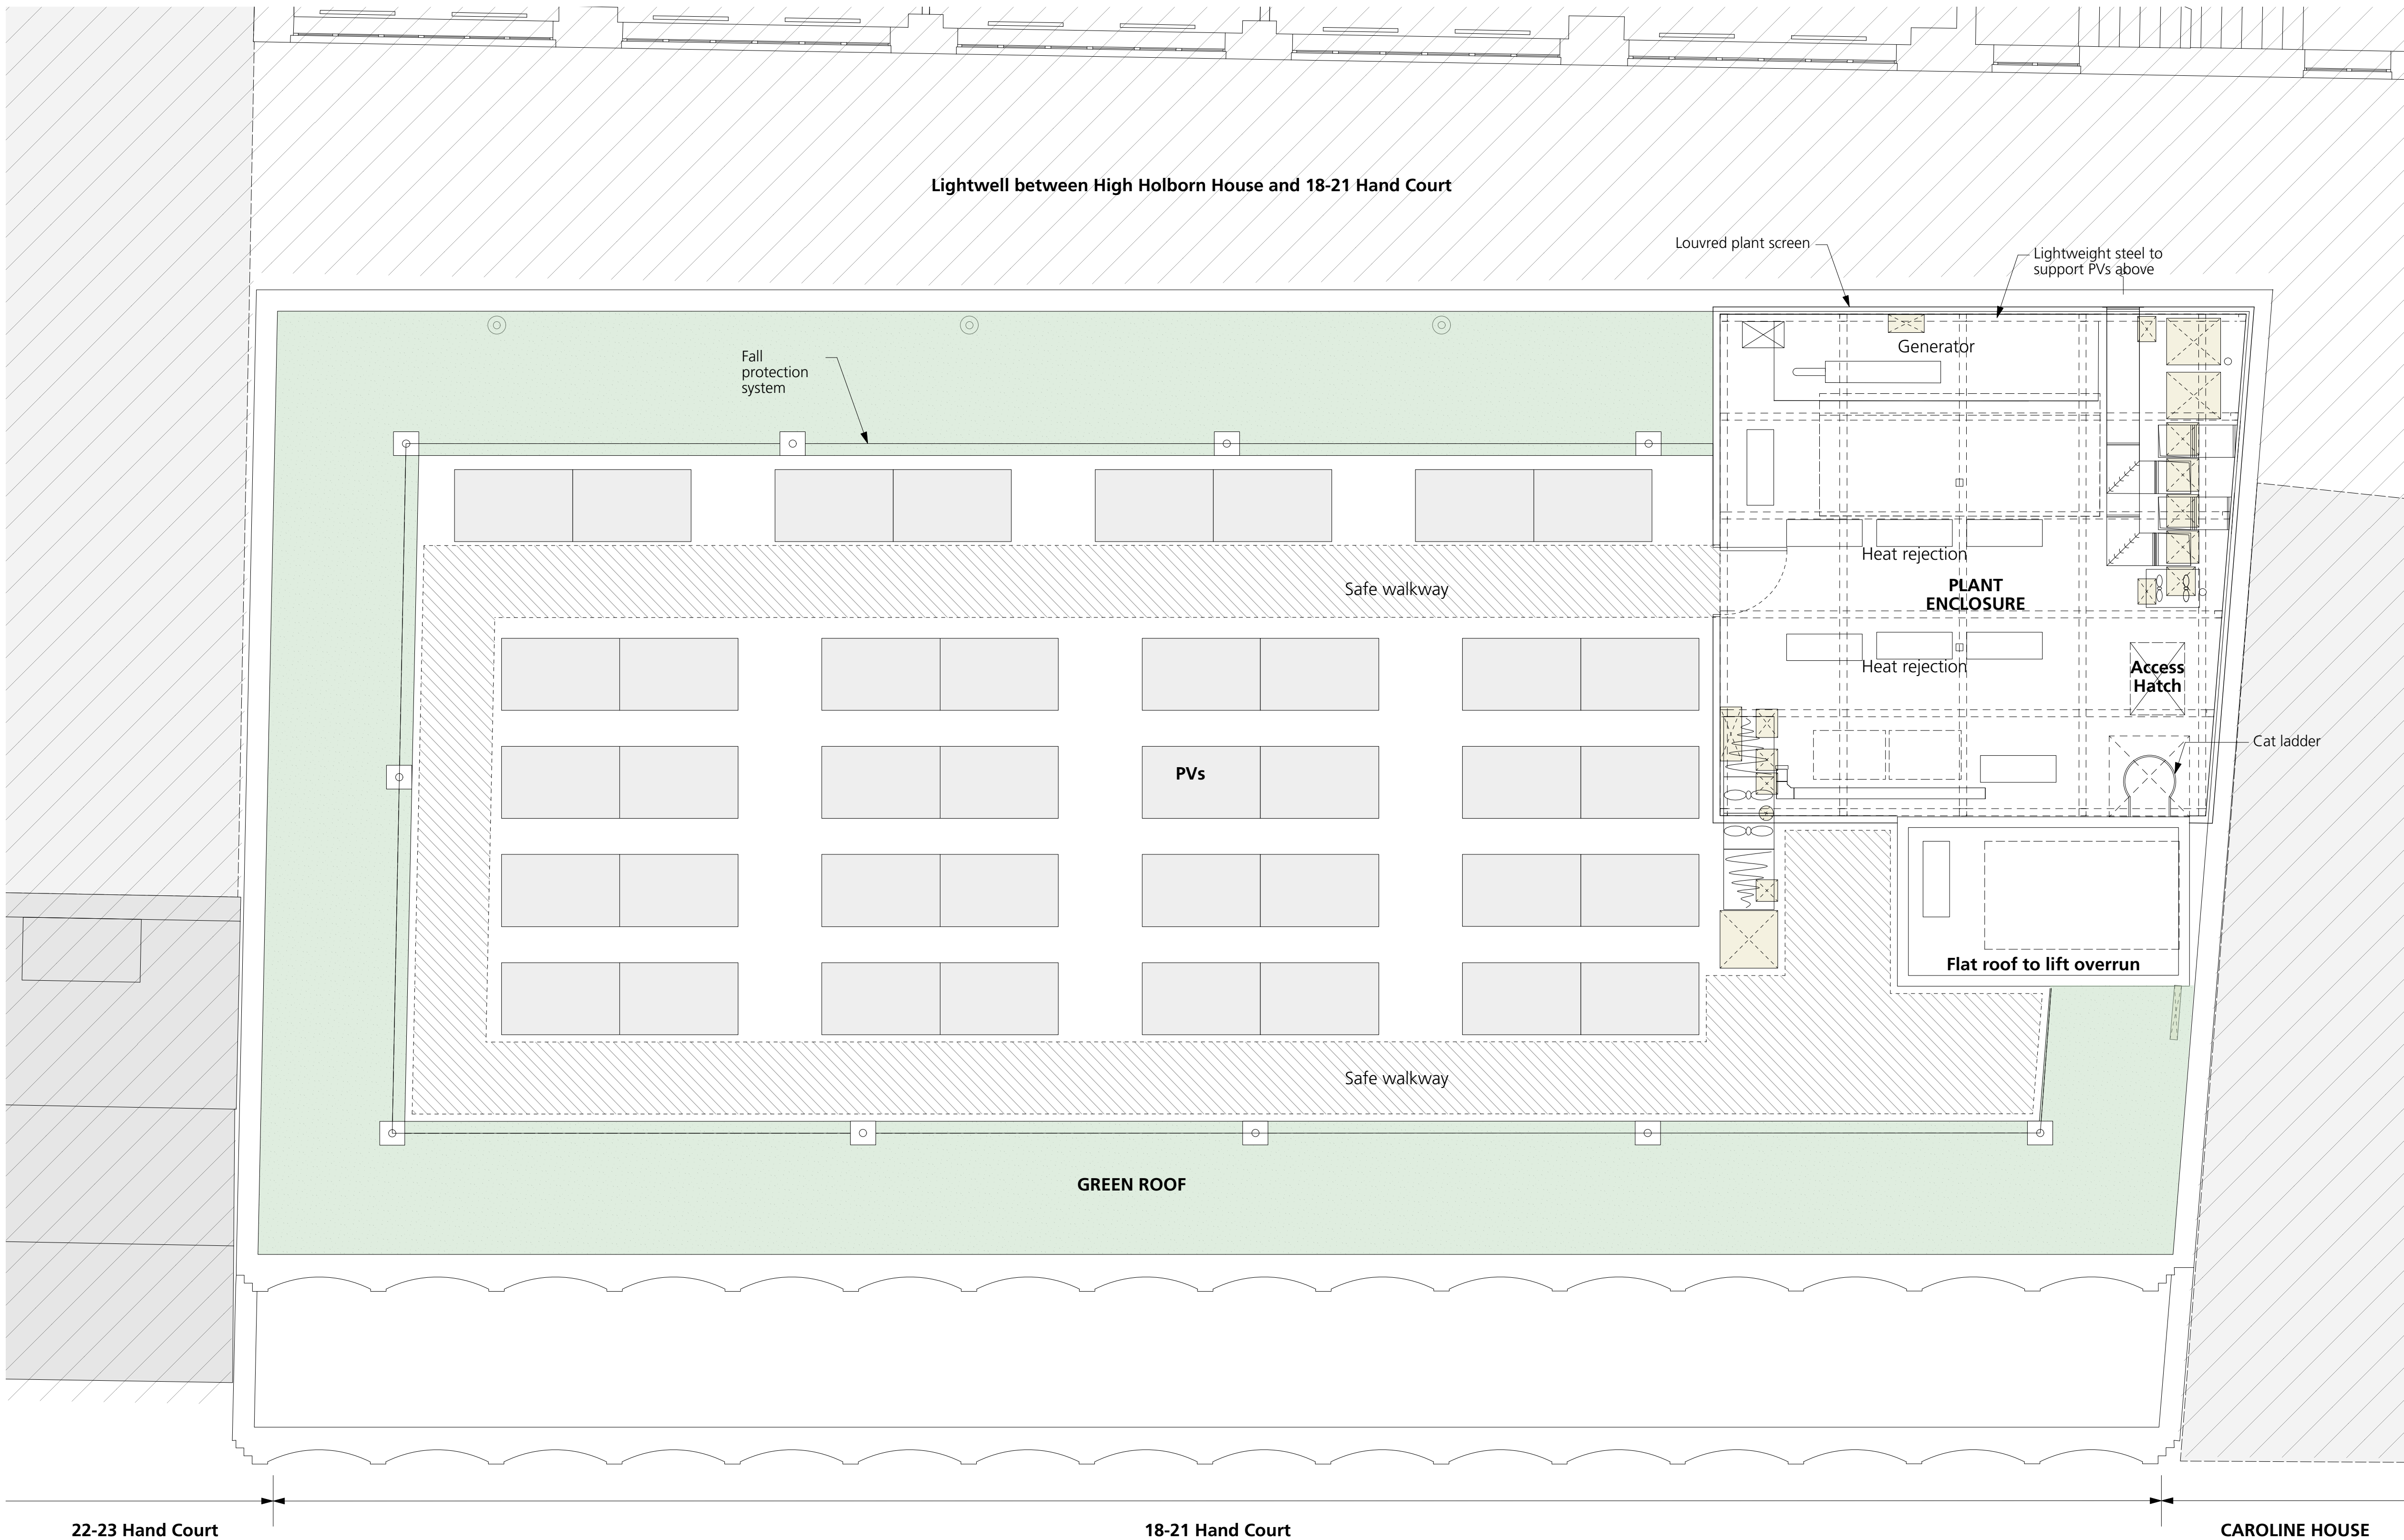 Lightwell between High Holborn House and 18-21 Hand Court
Louvred plant screen
Lightweight steel to
support PVs above
Fall
protection
system
Generator
Heat rejection
Safe walkway
PLANT
ENCLOSURE
Heat rejection
Access
Hatch
Cat ladder
PVs
Flat roof to lift overrun
Safe walkway
GREEN ROOF
22-23 Hand Court
18-21 Hand Court
CAROLINE HOUSE